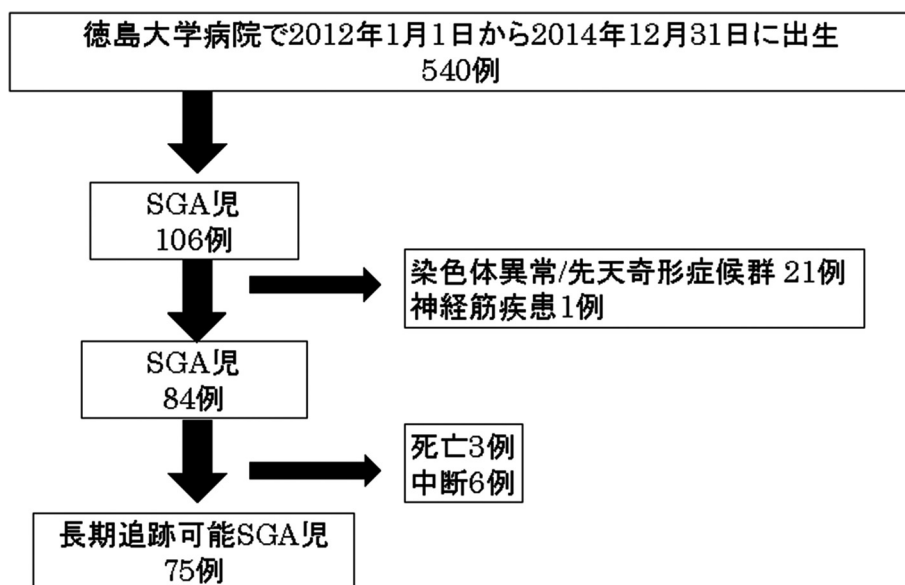 徳島大学病院で2012年1月1日から2014年12月31日に出生
540例
SGA児
106例
染色体異常/先天奇形症候群 21例
神経筋疾患1例
SGA児
84例
死亡3例
中断6例
長期追跡可能SGA児
75例